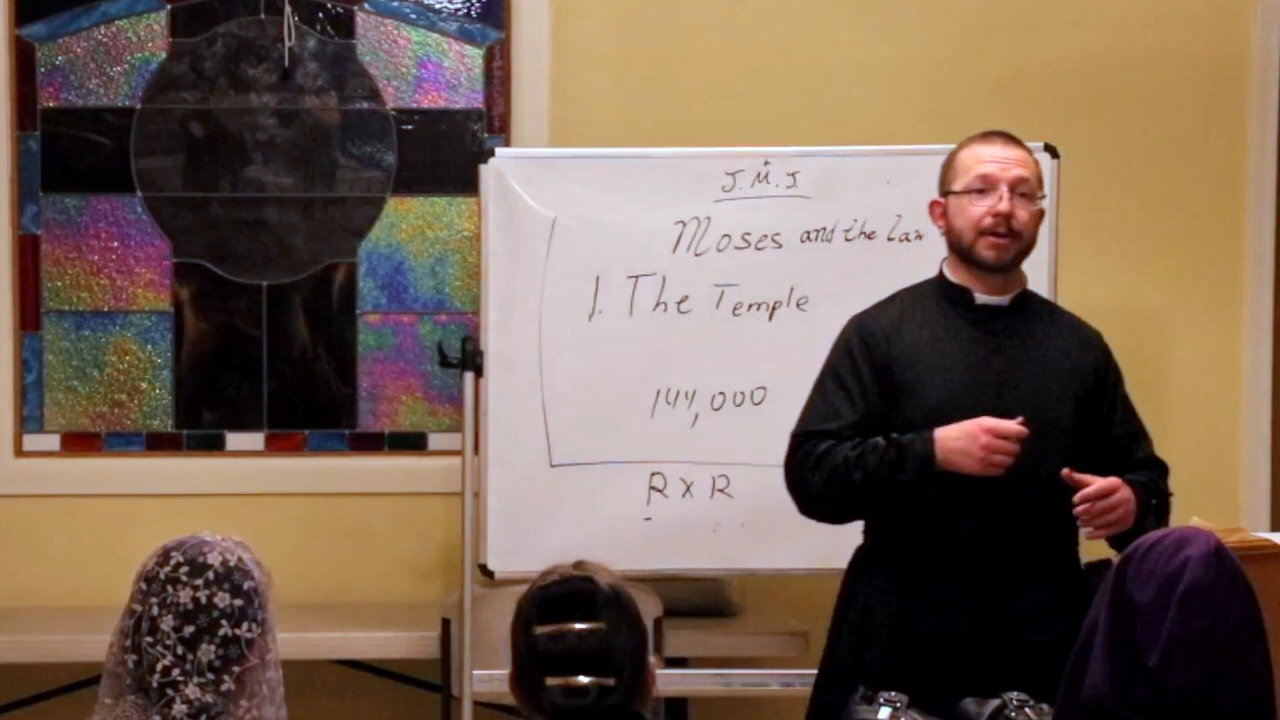 J.M.J.
Moses and the Law
1. The Temple
144,000
R x R